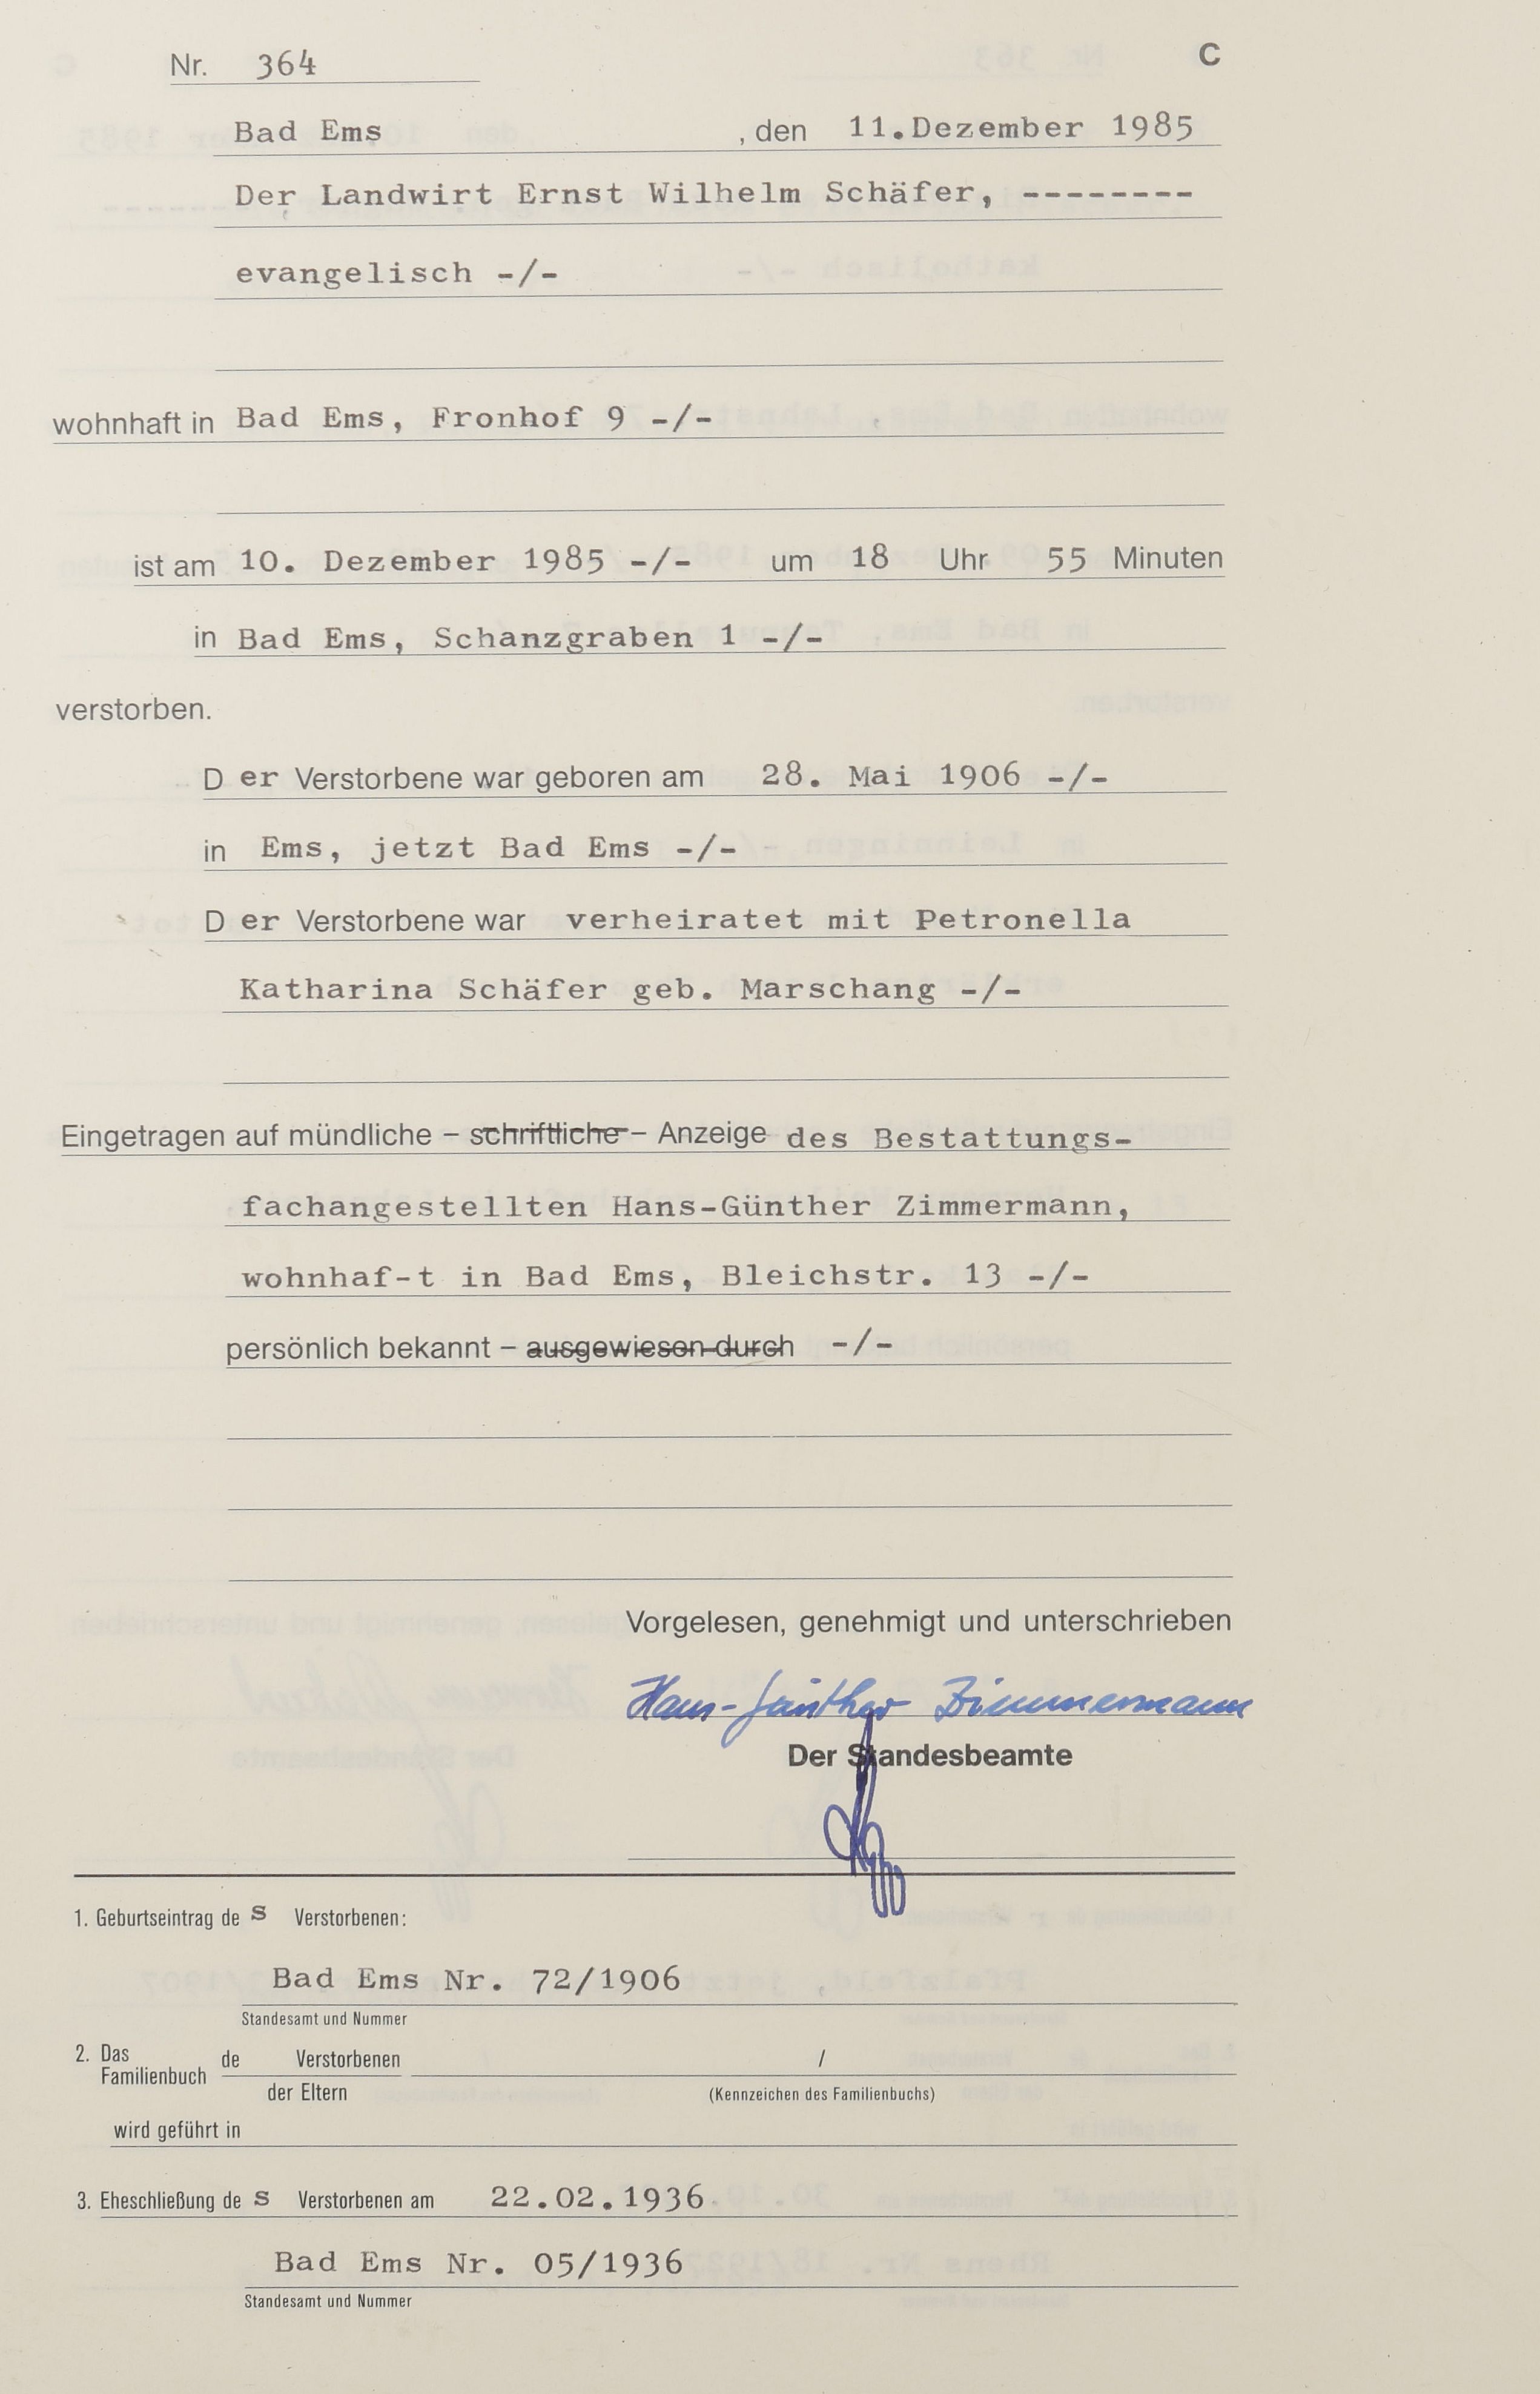 Nr. 364 C
Bad Ems , den 11.Dezember 1985
Der Landwirt Ernst Wilhelm Schäfer, --------
evangelisch -/-
wohnhaft in Bad Ems, Fronhof 9 -/-
ist am 10. Dezember 1985 -/- um 18 Uhr 55 Minuten
in Bad Ems, Schanzgraben 1 -/-
verstorben.
D er Verstorbene war geboren am 28. Mai 1906 -/-
in Ems, jetzt Bad Ems -/-
D er Verstorbene war verheiratet mit Petronella
Katharina Schäfer geb. Marschang -/-
Eingetragen auf mündliche – schriftliche – Anzeige des Bestattungs-
fachangestellten Hans-Günther Zimmermann,
wohnhaf-t in Bad Ems, Bleichstr. 13 -/-
persönlich bekannt – ausgewiesen durch -/-
Vorgelesen, genehmigt und unterschrieben
Hans-Günther Zimmermann
Der Standesbeamte
1. Geburtseintrag de s Verstorbenen:
Bad Ems Nr. 72/1906
Standesamt und Nummer
2. Das Familienbuch de Verstorbenen /
der Eltern (Kennzeichen des Familienbuchs)
wird geführt in
3. Eheschließung de s Verstorbenen am 22.02.1936
Bad Ems Nr. 05/1936
Standesamt und Nummer